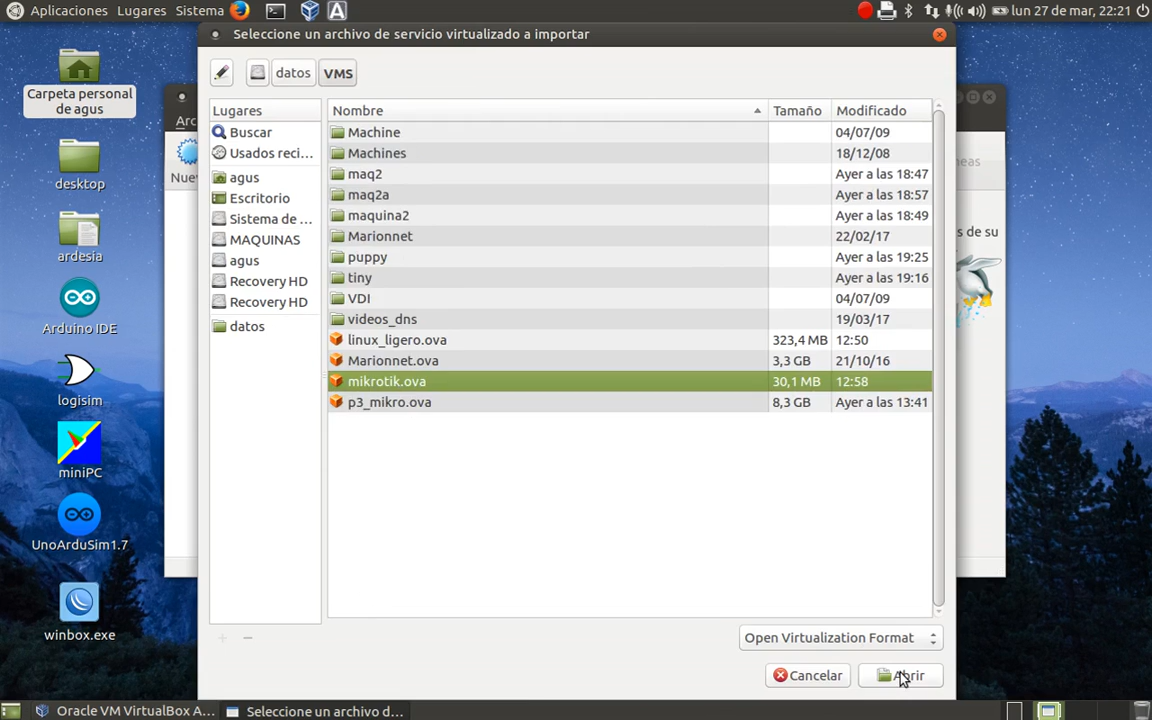 Aplicaciones Lugares Sistema
lun 27 de mar, 22:21
Seleccione un archivo de servicio virtualizado a importar
Carpeta personal
de agus
desktop
ardesia
Arduino IDE
logisim
miniPC
UnoArduSim1.7
winbox.exe
Arc
Nuev
neas
s de su
datos VMS
Lugares
Buscar
Usados reci...
agus
Escritorio
Sistema de ...
MAQUINAS
agus
Recovery HD
Recovery HD
datos
Nombre Tamaño Modificado
Machine 04/07/09
Machines 18/12/08
maq2 Ayer a las 18:47
maq2a Ayer a las 18:57
maquina2 Ayer a las 18:49
Marionnet 22/02/17
puppy Ayer a las 19:25
tiny Ayer a las 19:16
VDI 04/07/09
videos_dns 19/03/17
linux_ligero.ova 323,4 MB 12:50
Marionnet.ova 3,3 GB 21/10/16
mikrotik.ova 30,1 MB 12:58
p3_mikro.ova 8,3 GB Ayer a las 13:41
Open Virtualization Format
Cancelar Abrir
Oracle VM VirtualBox A... Seleccione un archivo d...